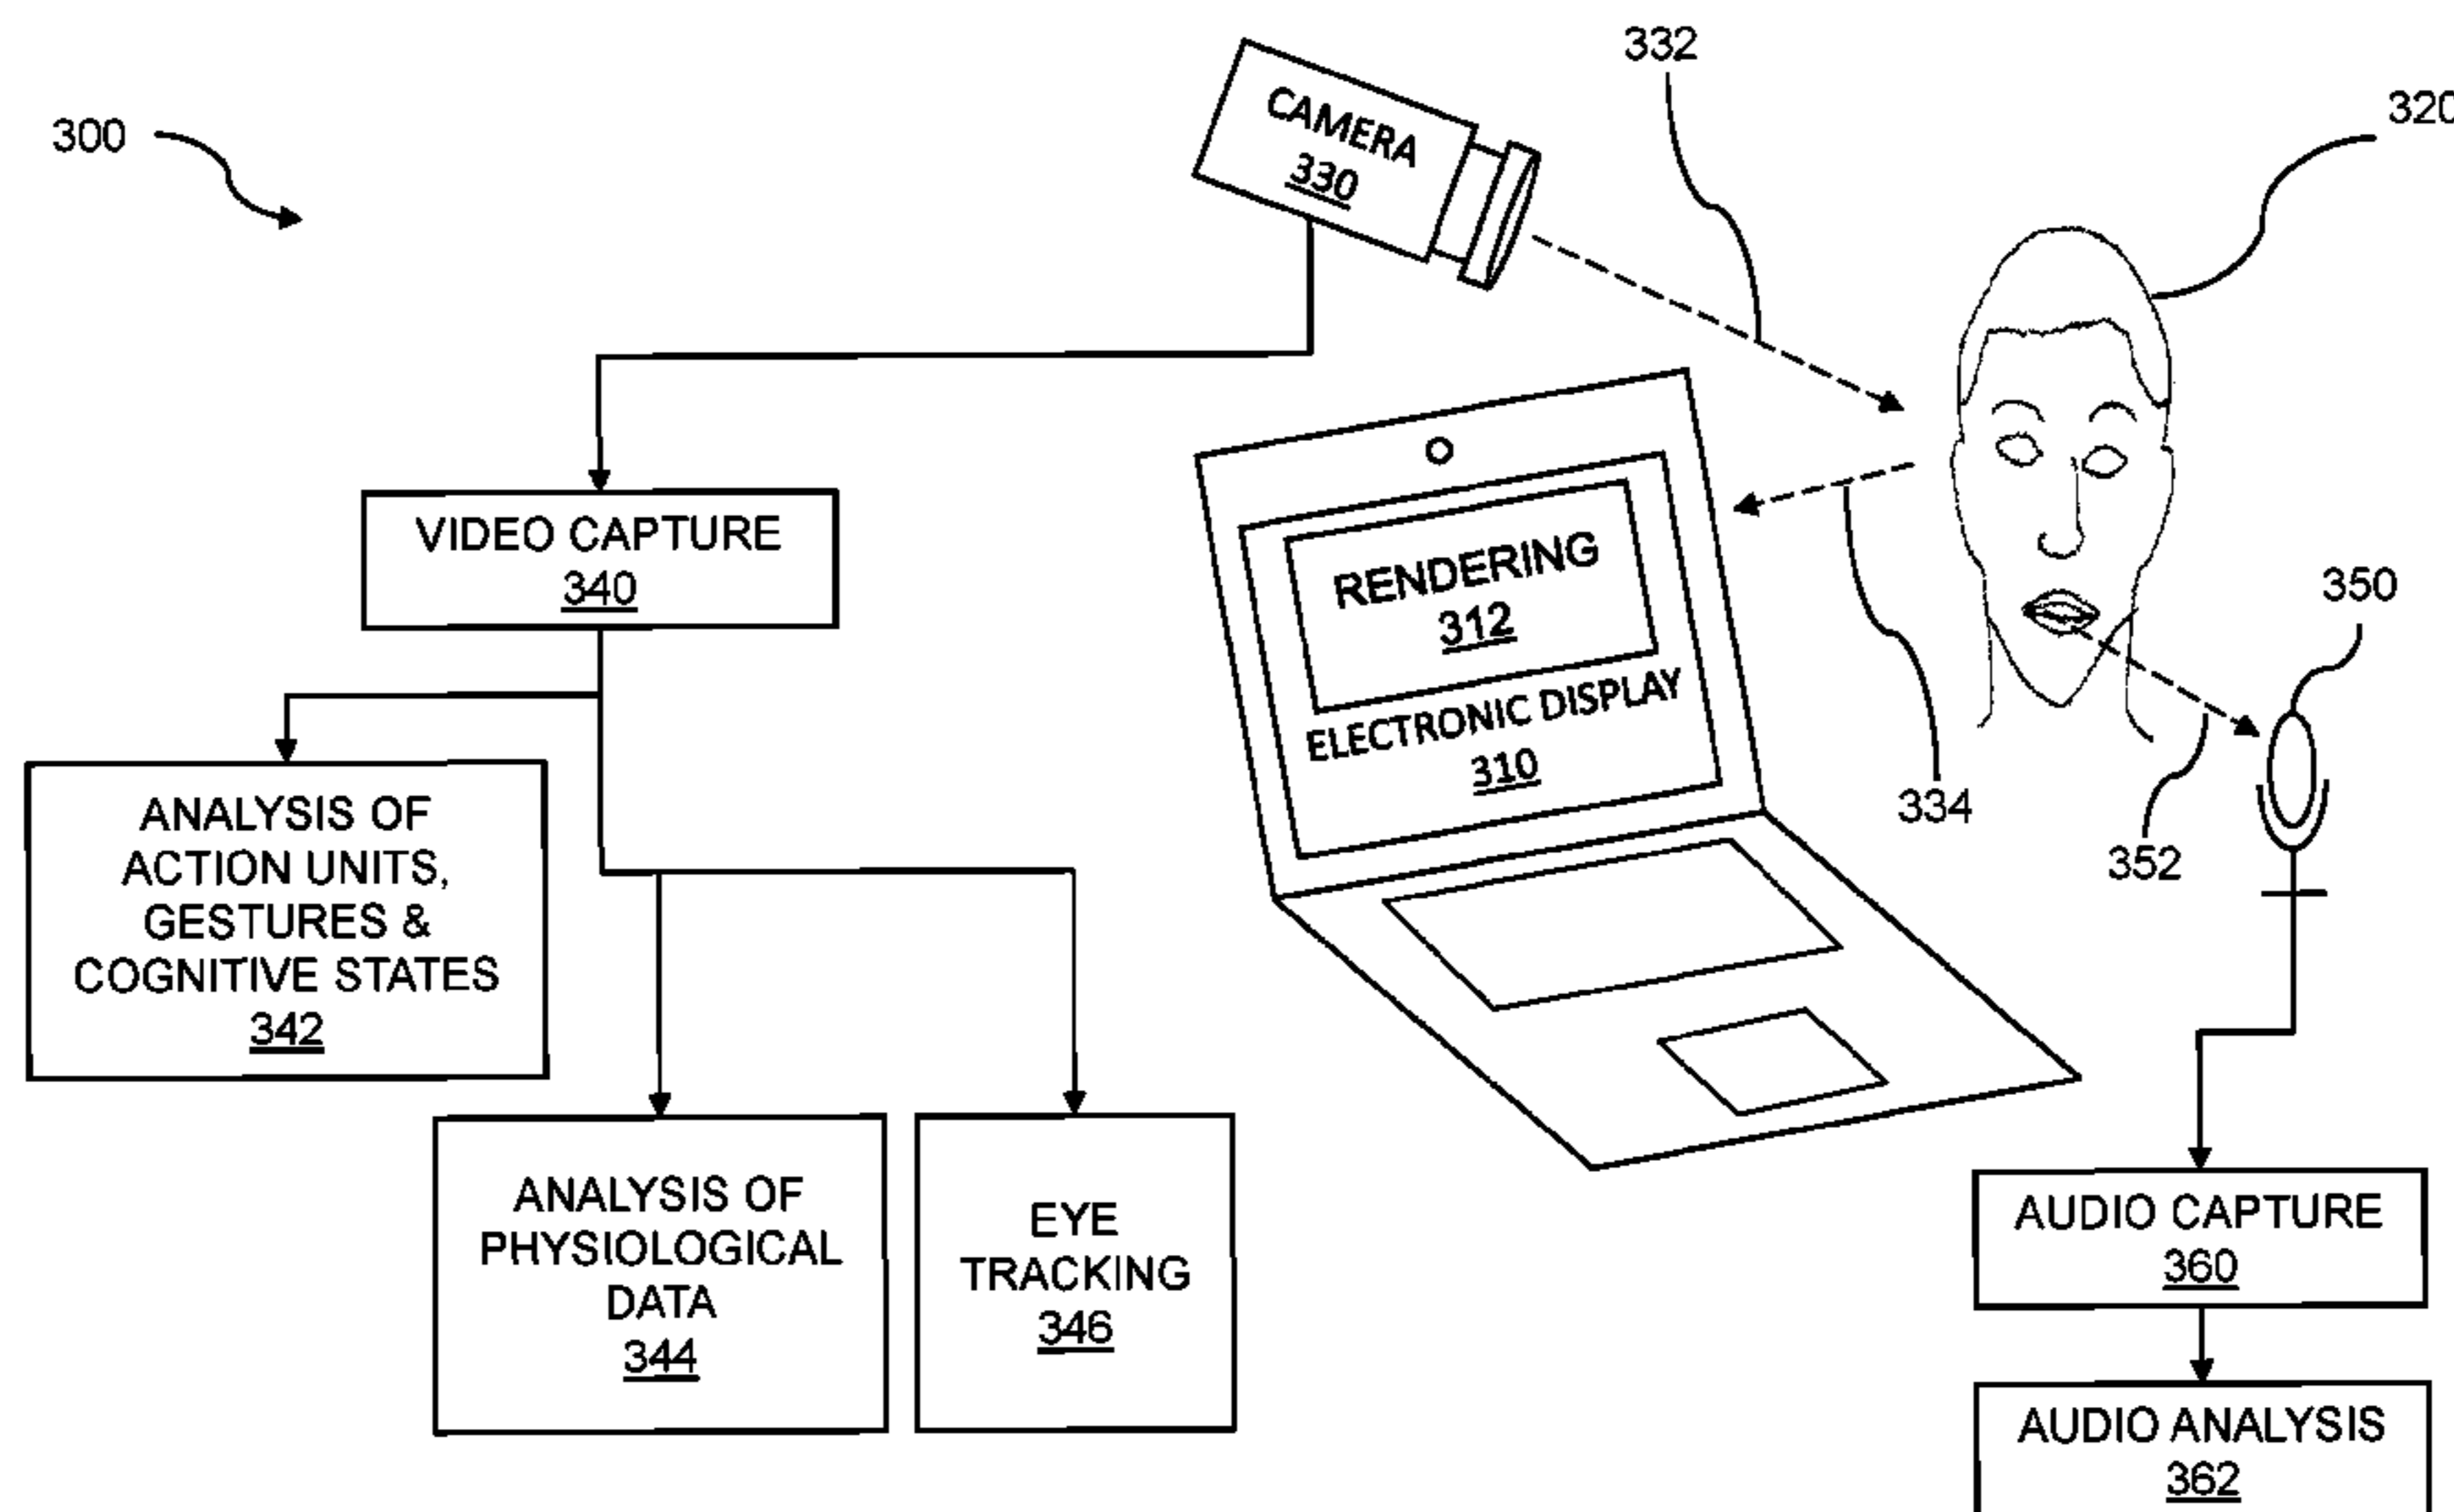 332
320
300
CAMERA
330
VIDEO CAPTURE
340
RENDERING
312
ELECTRONIC DISPLAY
310
350
334
352
ANALYSIS OF
ACTION UNITS,
GESTURES &
COGNITIVE STATES
342
ANALYSIS OF
PHYSIOLOGICAL
DATA
344
EYE
TRACKING
346
AUDIO CAPTURE
360
AUDIO ANALYSIS
362